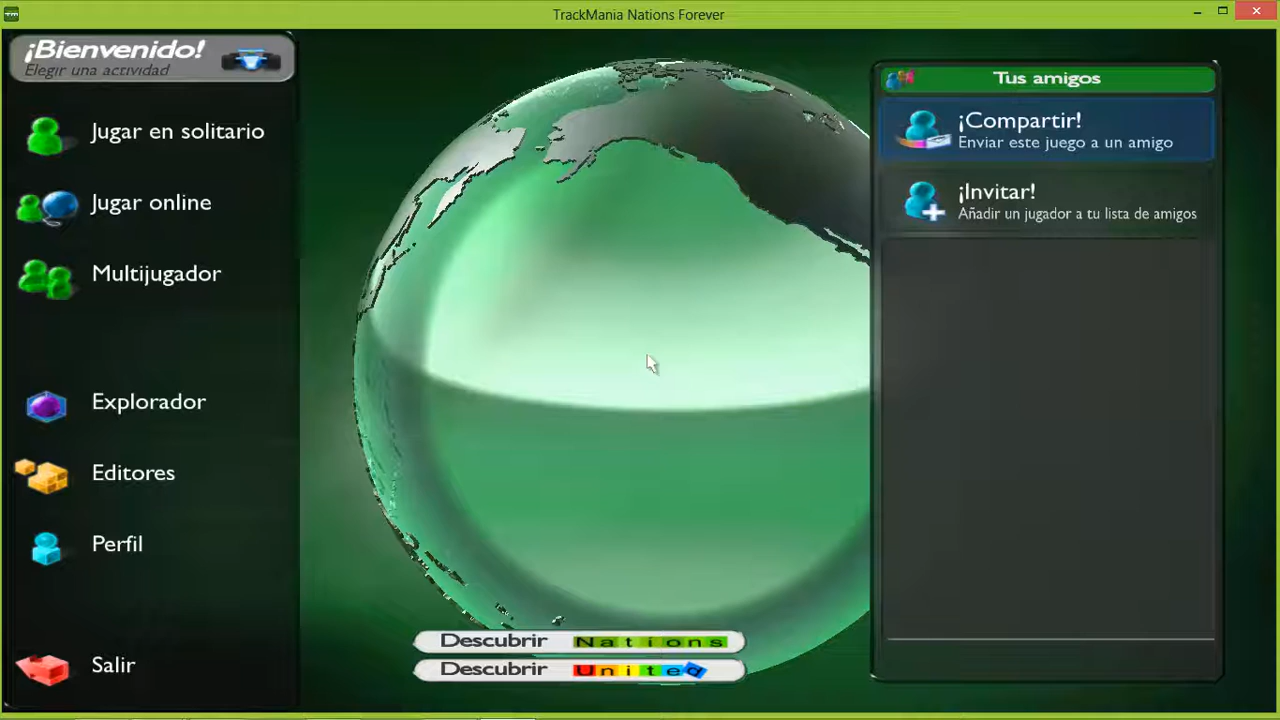 TrackMania Nations Forever
¡Bienvenido!
Elegir una actividad
Jugar en solitario
Jugar online
Multijugador
Explorador
Editores
Perfil
Salir
Descubrir Nations
Descubrir United
Tus amigos
¡Compartir!
Enviar este juego a un amigo
¡Invitar!
Añadir un jugador a tu lista de amigos